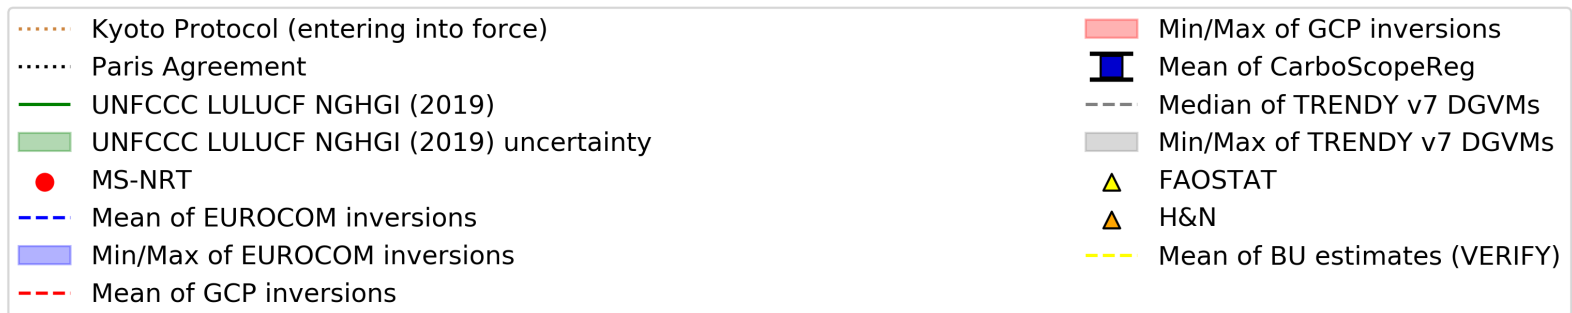 Kyoto Protocol (entering into force)
Paris Agreement
UNFCCC LULUCF NGHGI (2019)
UNFCCC LULUCF NGHGI (2019) uncertainty
MS-NRT
Mean of EUROCOM inversions
Min/Max of EUROCOM inversions
Mean of GCP inversions
Min/Max of GCP inversions
Mean of CarboScopeReg
Median of TRENDY v7 DGVMs
Min/Max of TRENDY v7 DGVMs
FAOSTAT
H&N
Mean of BU estimates (VERIFY)